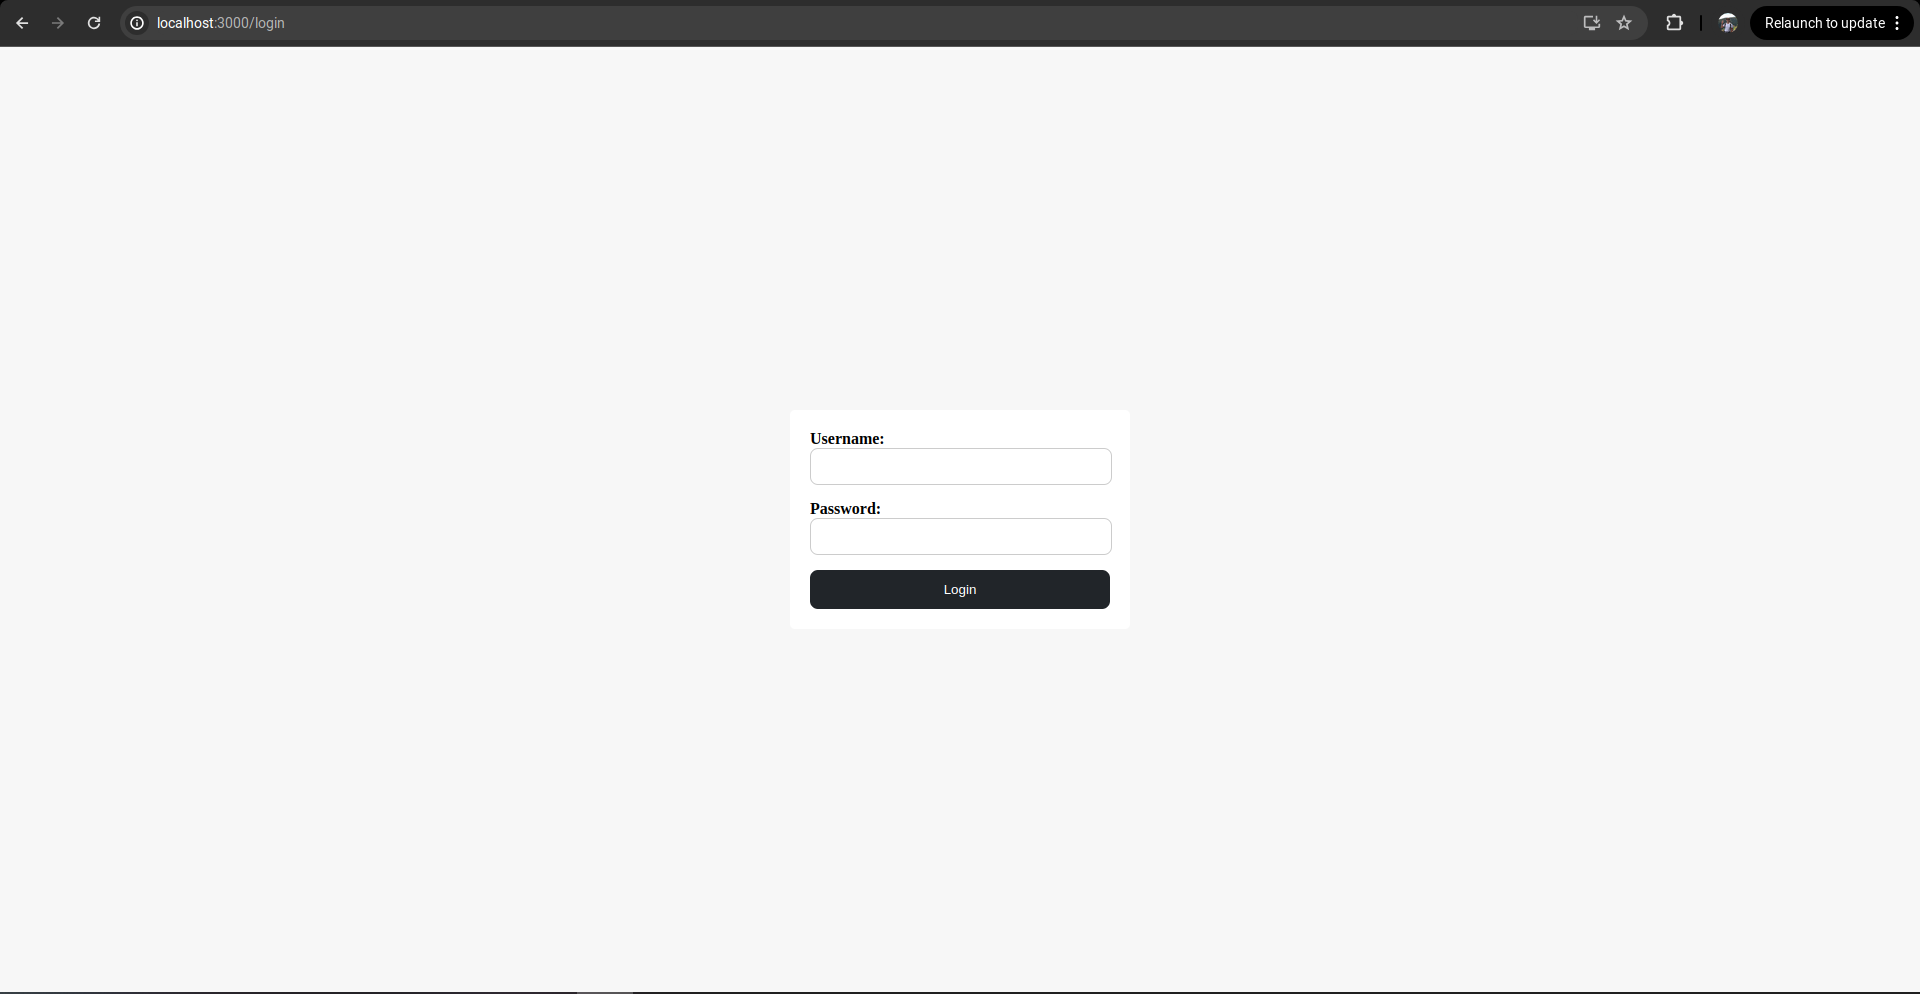 localhost:3000/login
Relaunch to update
Username:
Password:
Login